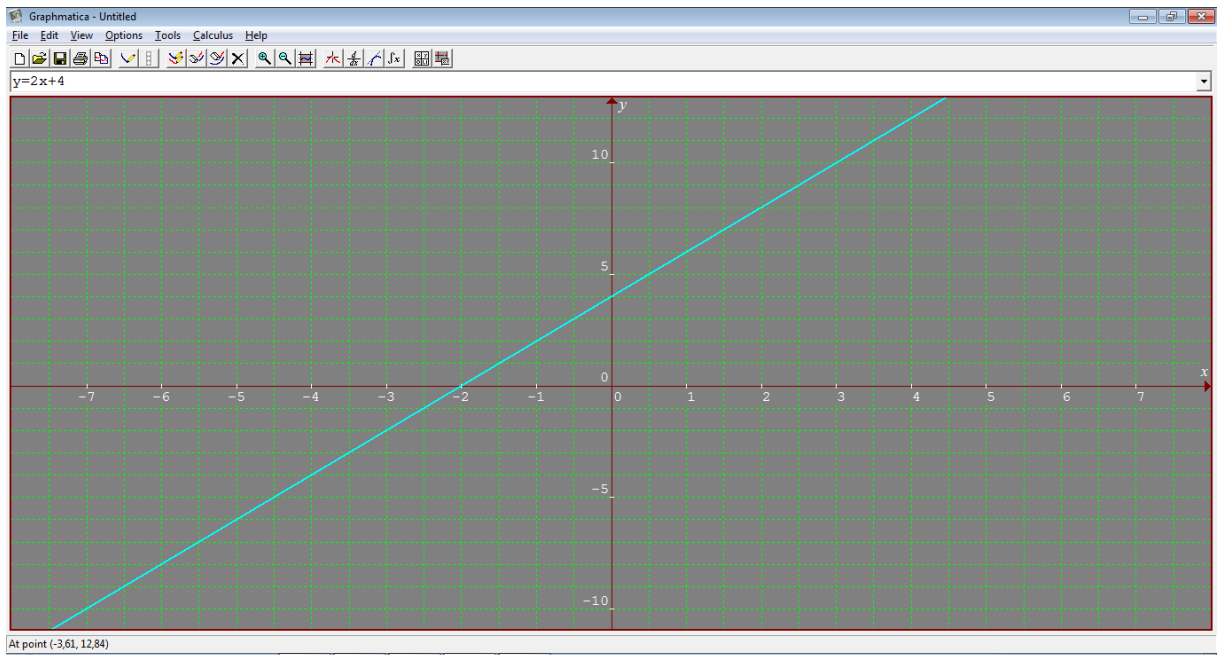 Graphmatica - Untitled
File Edit View Options Tools Calculus Help
y=2x+4
y
10
5
0
x
-7 -6 -5 -4 -3 -2 -1 0 1 2 3 4 5 6 7
-5
-10
At point (-3,61, 12,84)